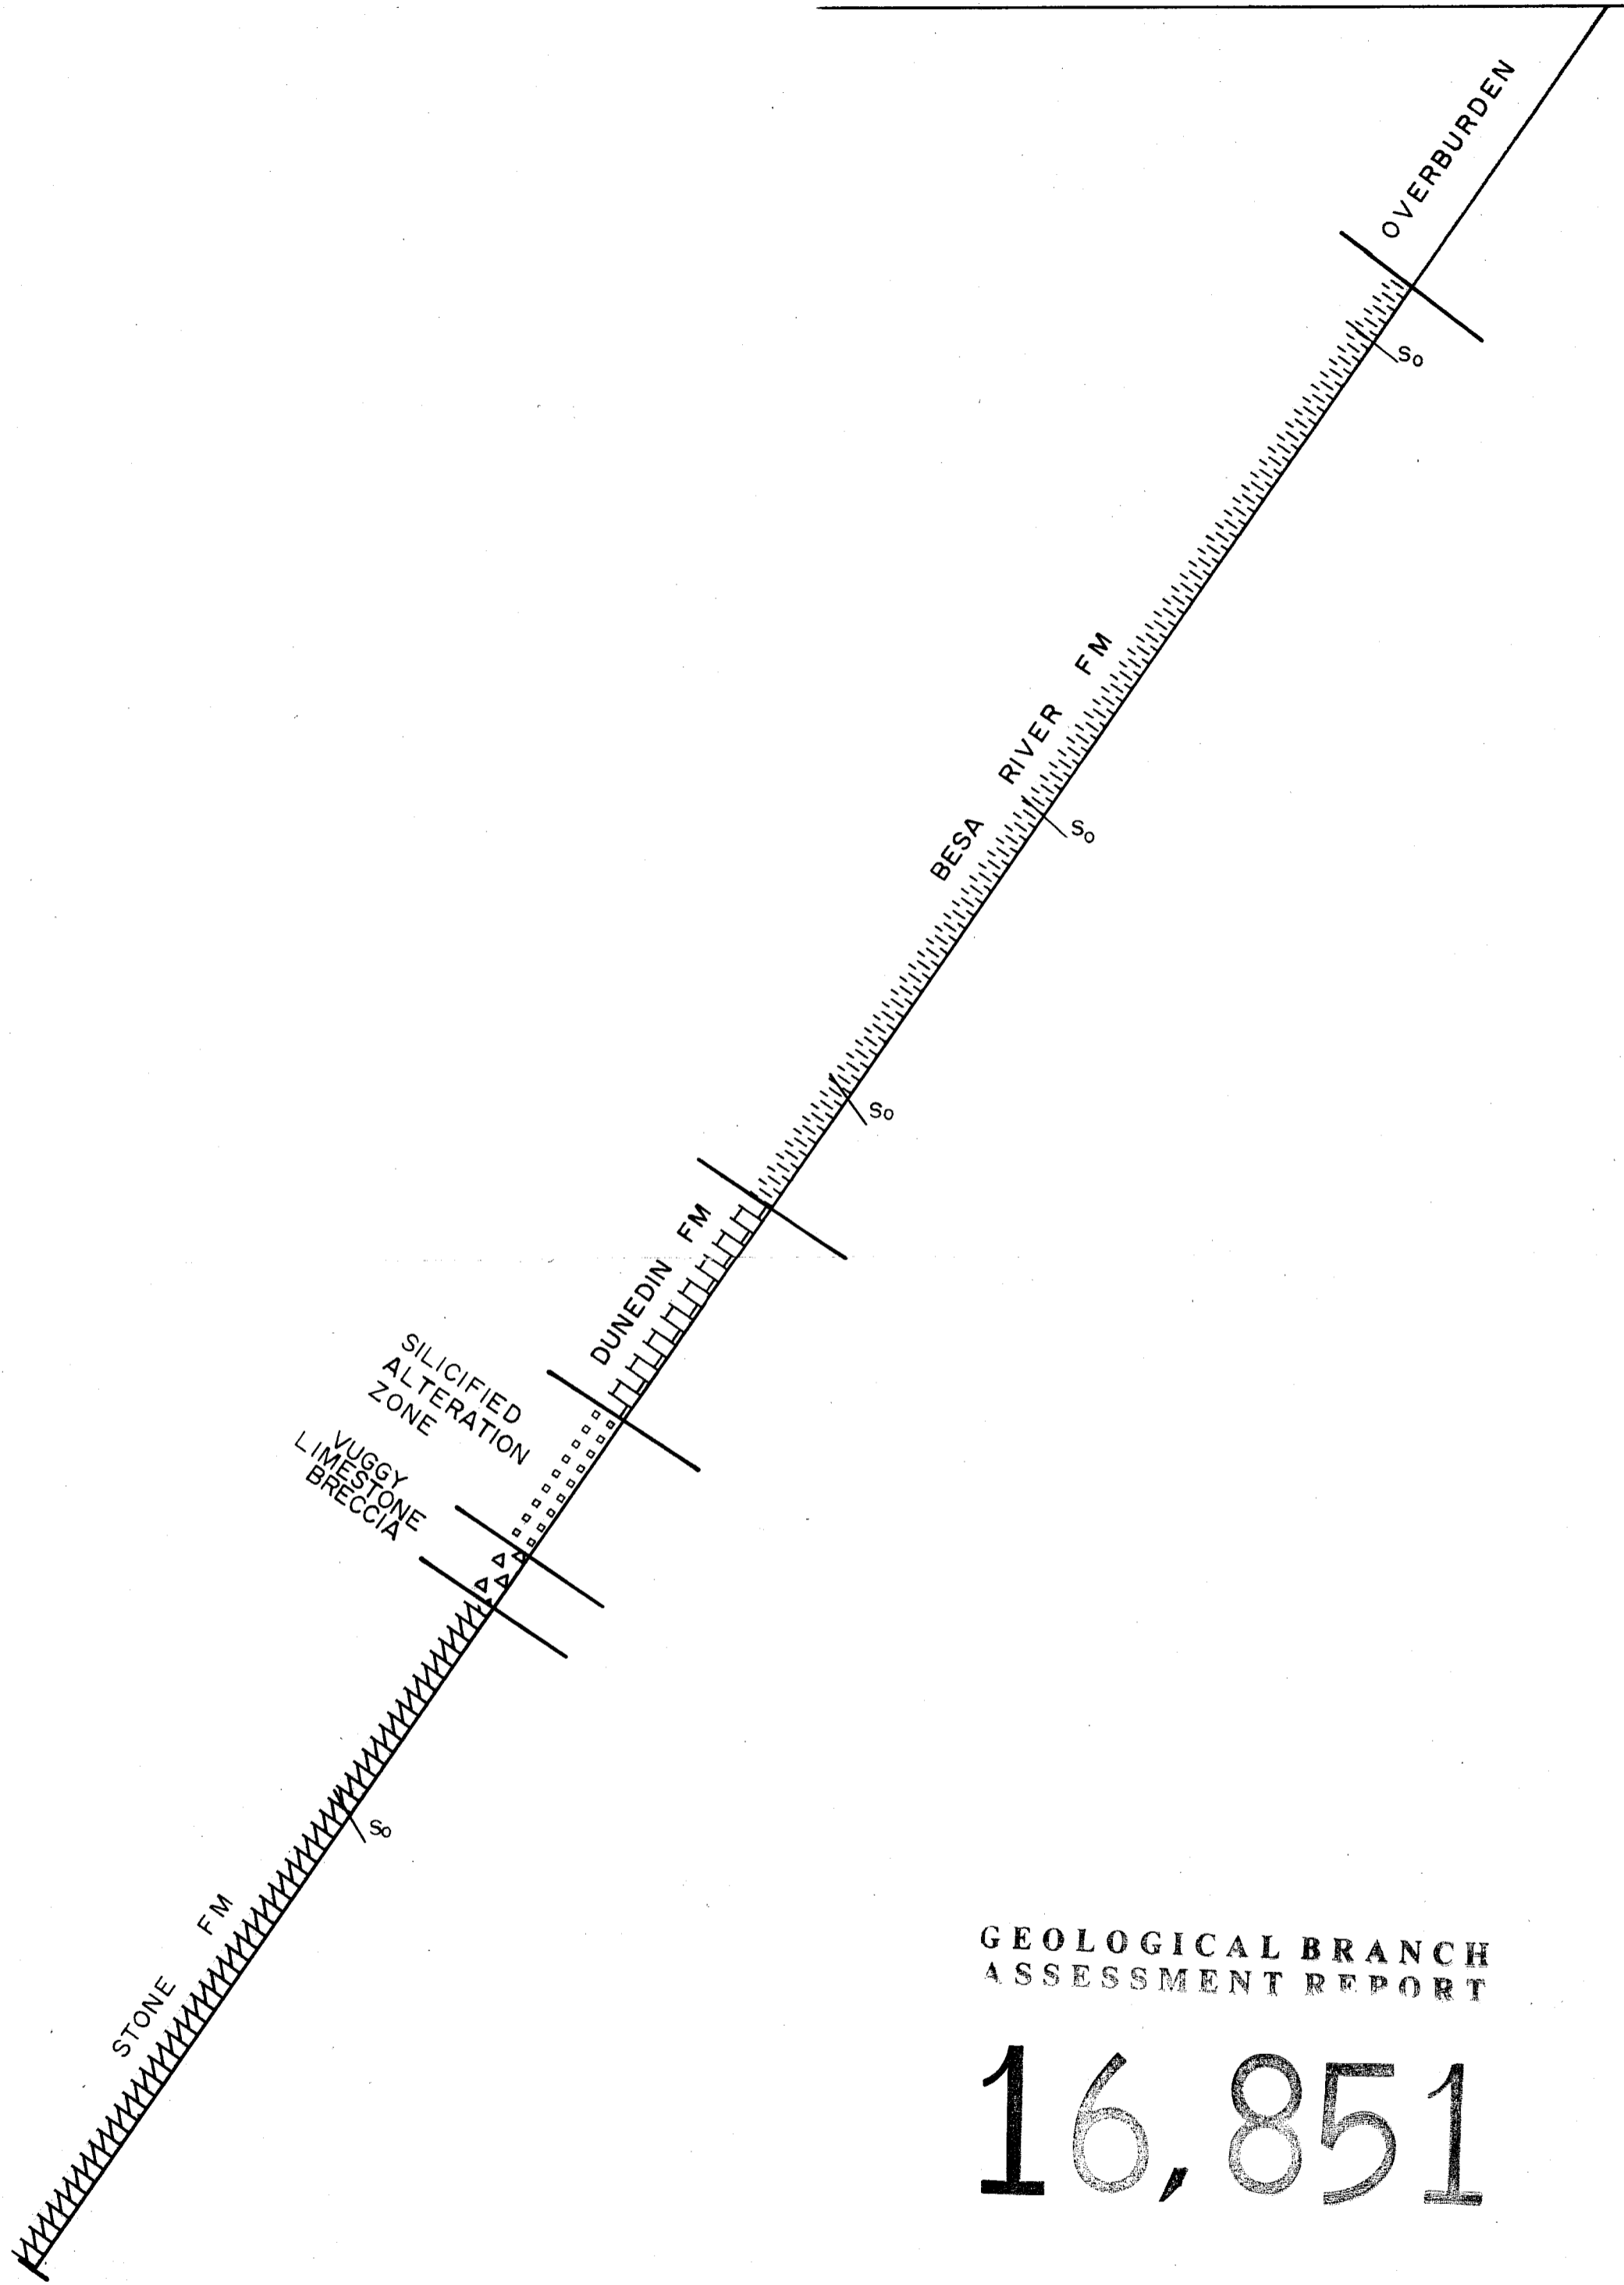 OVERBURDEN
So
BESA RIVER FM
So
So
DUNEDIN FM
SILICIFIED
ALTERATION
ZONE
VUGGY
LIMESTONE
BRECCIA
So
STONE FM
GEOLOGICAL BRANCH
ASSESSMENT REPORT
16,851